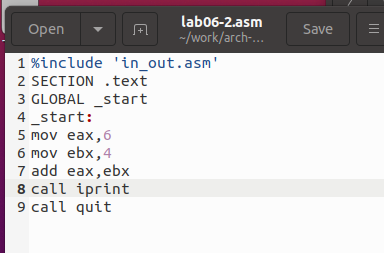 Open
lab06-2.asm
~/work/arch-...
Save
1 %include 'in_out.asm'
2 SECTION .text
3 GLOBAL _start
4 _start:
5 mov eax,6
6 mov ebx,4
7 add eax,ebx
8 call iprint
9 call quit